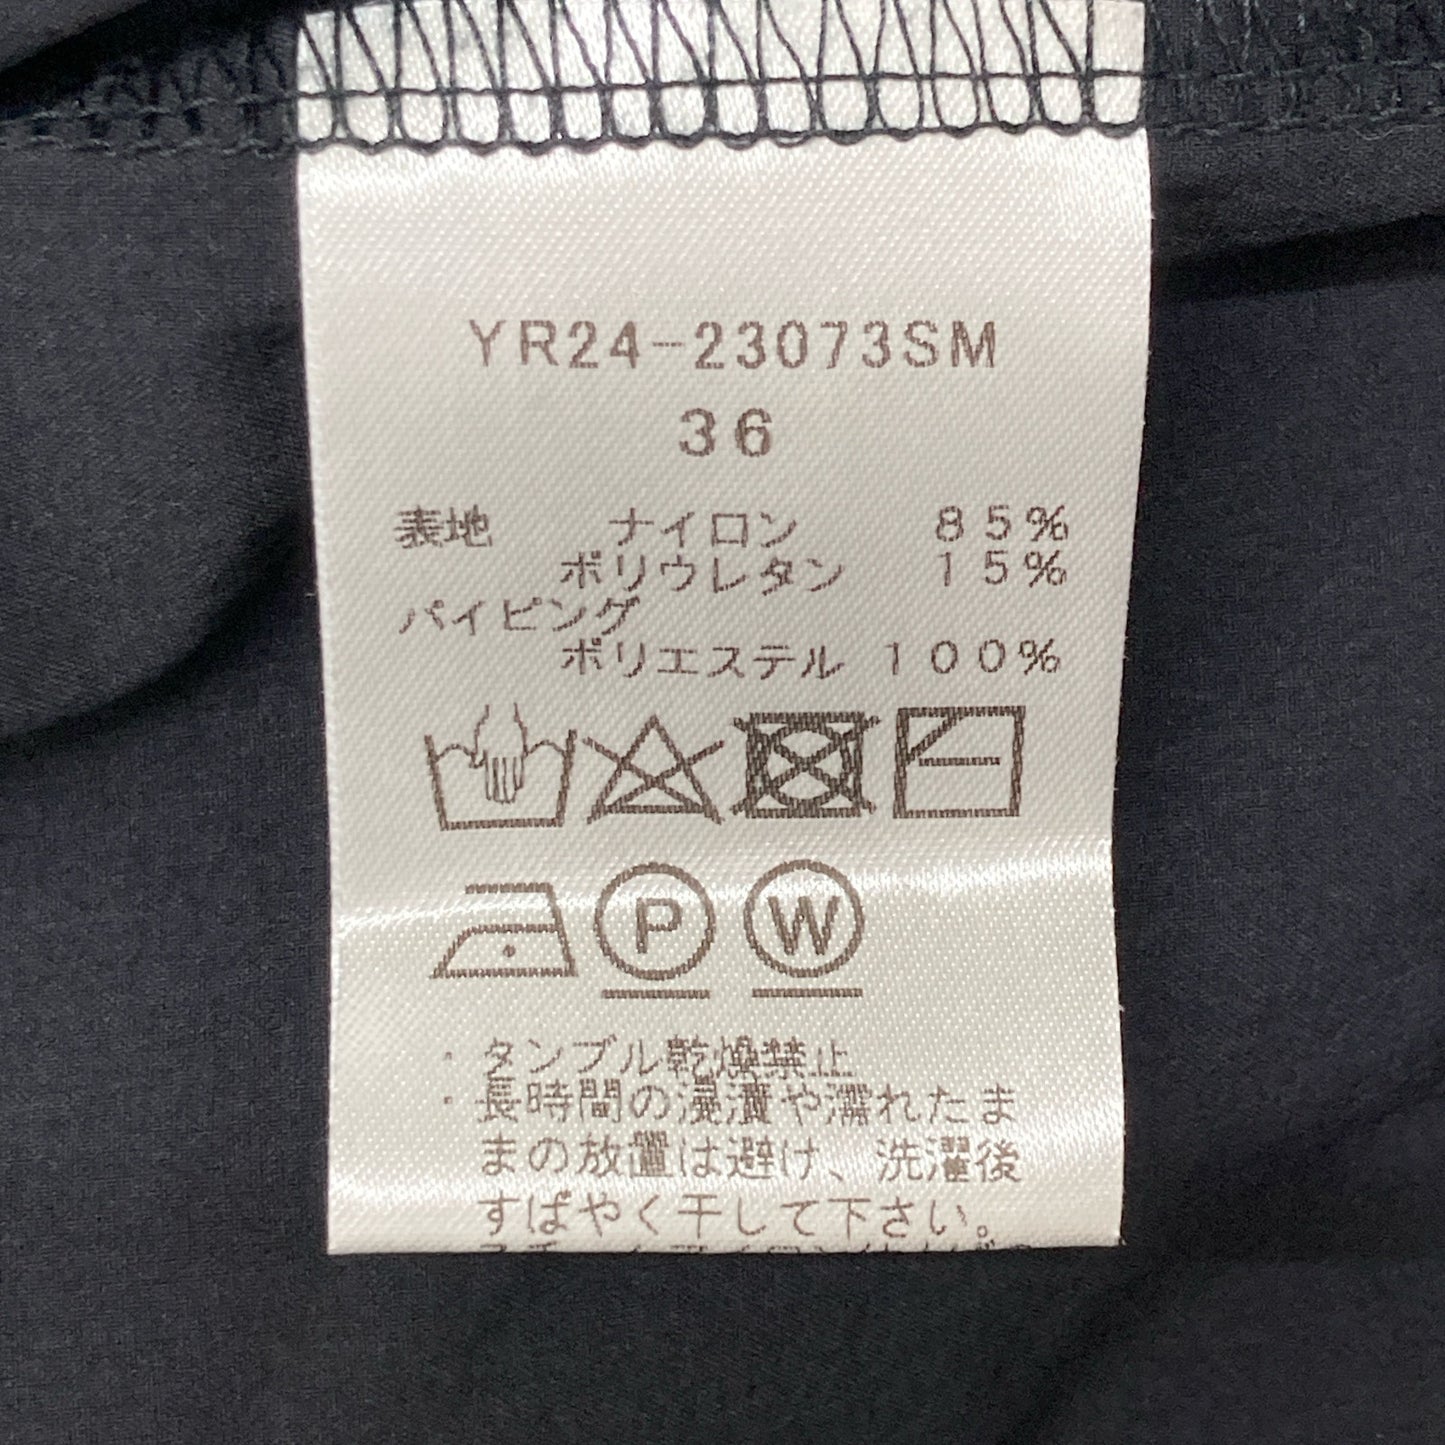 YR24-23073SM
36
表地 ナイロン 85%
ポリウレタン 15%
パイピング
ポリエステル 100%
P W
・タンブル乾燥禁止
・長時間の浸漬や濡れたま
まの放置は避け、洗濯後
すばやく干して下さい。